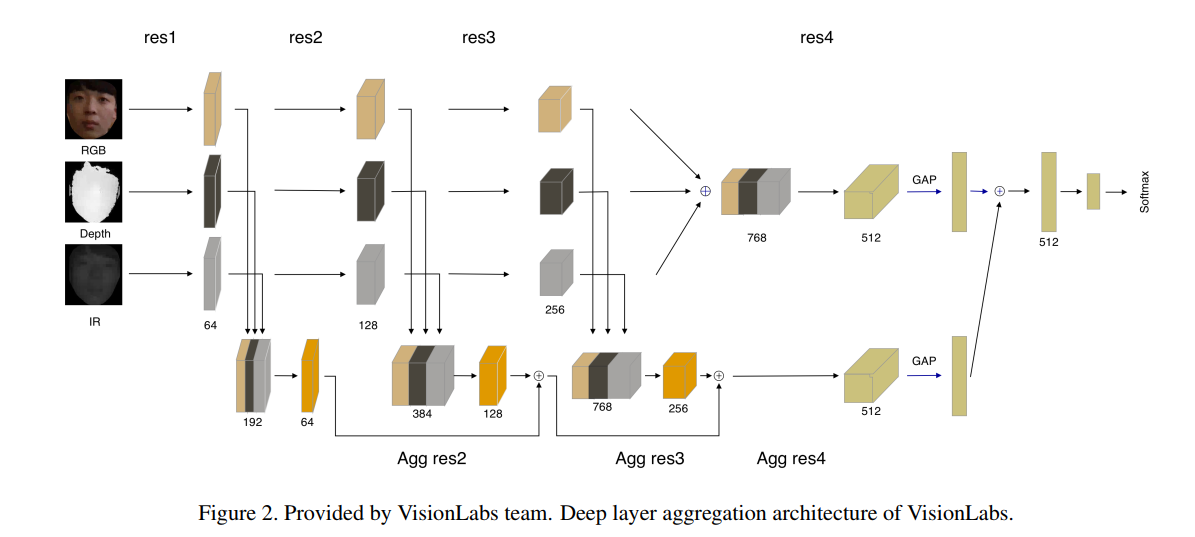 res1 res2 res3 res4
RGB
Depth
IR
64
128
256
768
512
GAP
512
Softmax
192
64
384
128
768
256
512
GAP
Agg res2 Agg res3 Agg res4
Figure 2. Provided by VisionLabs team. Deep layer aggregation architecture of VisionLabs.